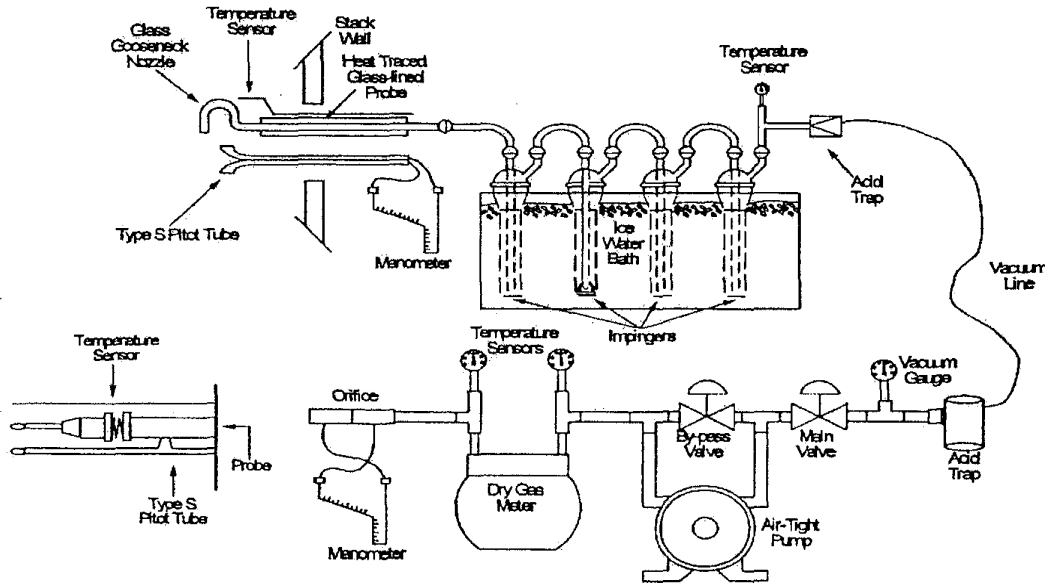 Glass
Gooseneck
Nozzle
Temperature
Sensor
Stack
Wall
Heat Traced
Glass-lined
Probe
Temperature
Sensor
Acid
Trap
Type S Pitot Tube
Manometer
Ice
Water
Bath
Impingers
Vacuum
Line
Temperature
Sensor
Probe
Type S
Pitot Tube
Orifice
Manometer
Temperature
Sensors
Dry Gas
Meter
By-pass
Valve
Air-Tight
Pump
Main
Valve
Vacuum
Gauge
Acid
Trap